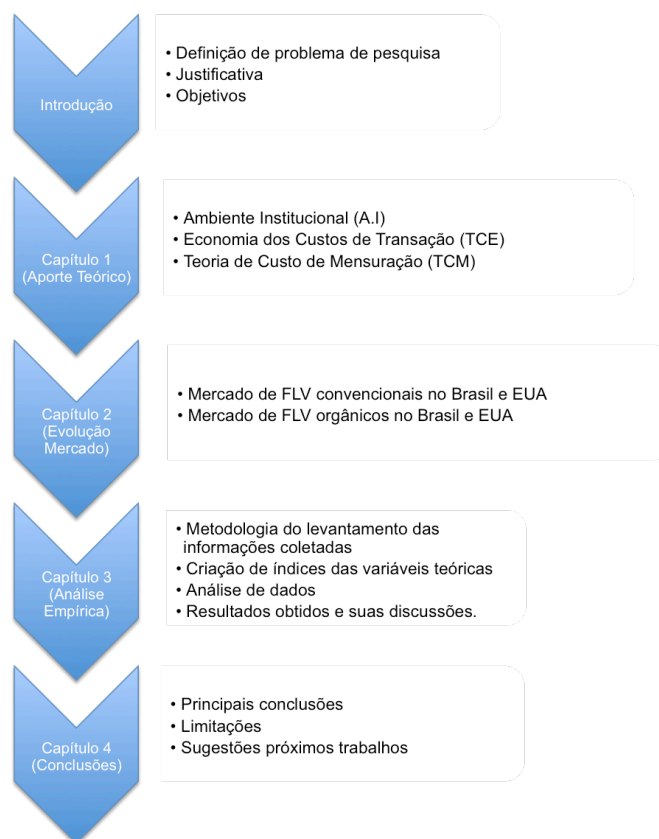 Introdução
• Definição de problema de pesquisa
• Justificativa
• Objetivos
Capítulo 1
(Aporte Teórico)
• Ambiente Institucional (A.I)
• Economia dos Custos de Transação (TCE)
• Teoria de Custo de Mensuração (TCM)
Capítulo 2
(Evolução
Mercado)
• Mercado de FLV convencionais no Brasil e EUA
• Mercado de FLV orgânicos no Brasil e EUA
Capítulo 3
(Análise
Empírica)
• Metodologia do levantamento das
informações coletadas
• Criação de índices das variáveis teóricas
• Análise de dados
• Resultados obtidos e suas discussões.
Capítulo 4
(Conclusões)
• Principais conclusões
• Limitações
• Sugestões próximos trabalhos